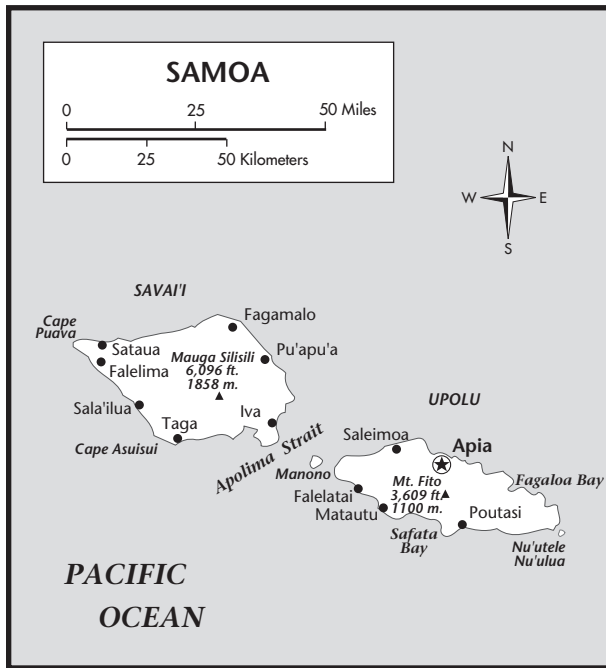 SAMOA
0 25 50 Miles
0 25 50 Kilometers
N
W E
S
SAVAI'I
Cape
Puava
Fagamalo
Sataua
Mauga Silisili
6,096 ft.
1858 m.
Pu'apu'a
Falelima
Sala'ilua
Iva
Taga
Cape Asuisui
Apolima Strait
UPOLU
Saleimoa
Apia
Manono
Mt. Fito
3,609 ft.
1100 m.
Fagaloa Bay
Falelatai
Matautu
Poutasi
Safata
Bay
Nu'utele
Nu'ulua
PACIFIC
OCEAN